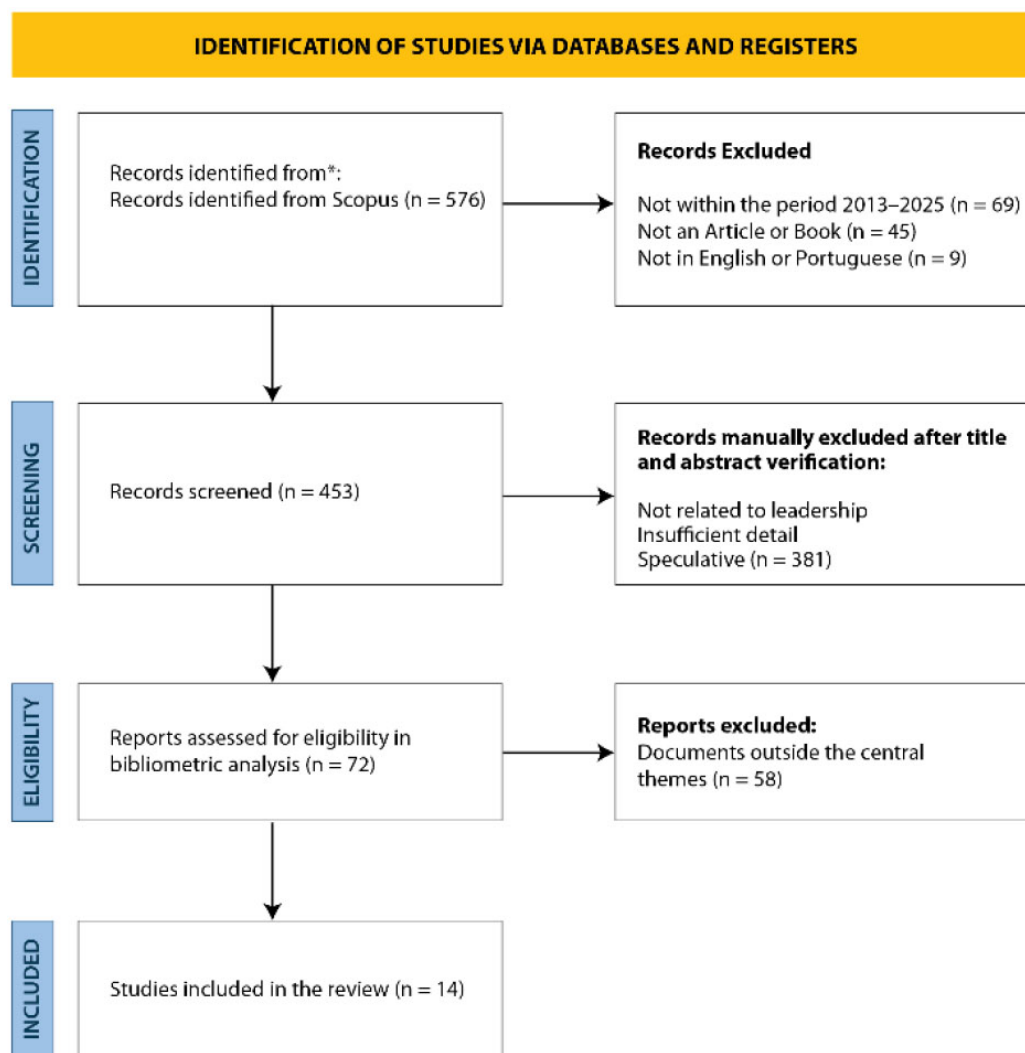 IDENTIFICATION OF STUDIES VIA DATABASES AND REGISTERS
IDENTIFICATION
Records identified from*:
Records identified from Scopus (n = 576)
Records Excluded
Not within the period 2013–2025 (n = 69)
Not an Article or Book (n = 45)
Not in English or Portuguese (n = 9)
SCREENING
Records screened (n = 453)
Records manually excluded after title
and abstract verification:
Not related to leadership
Insufficient detail
Speculative (n = 381)
ELIGIBILITY
Reports assessed for eligibility in
bibliometric analysis (n = 72)
Reports excluded:
Documents outside the central
themes (n = 58)
INCLUDED
Studies included in the review (n = 14)